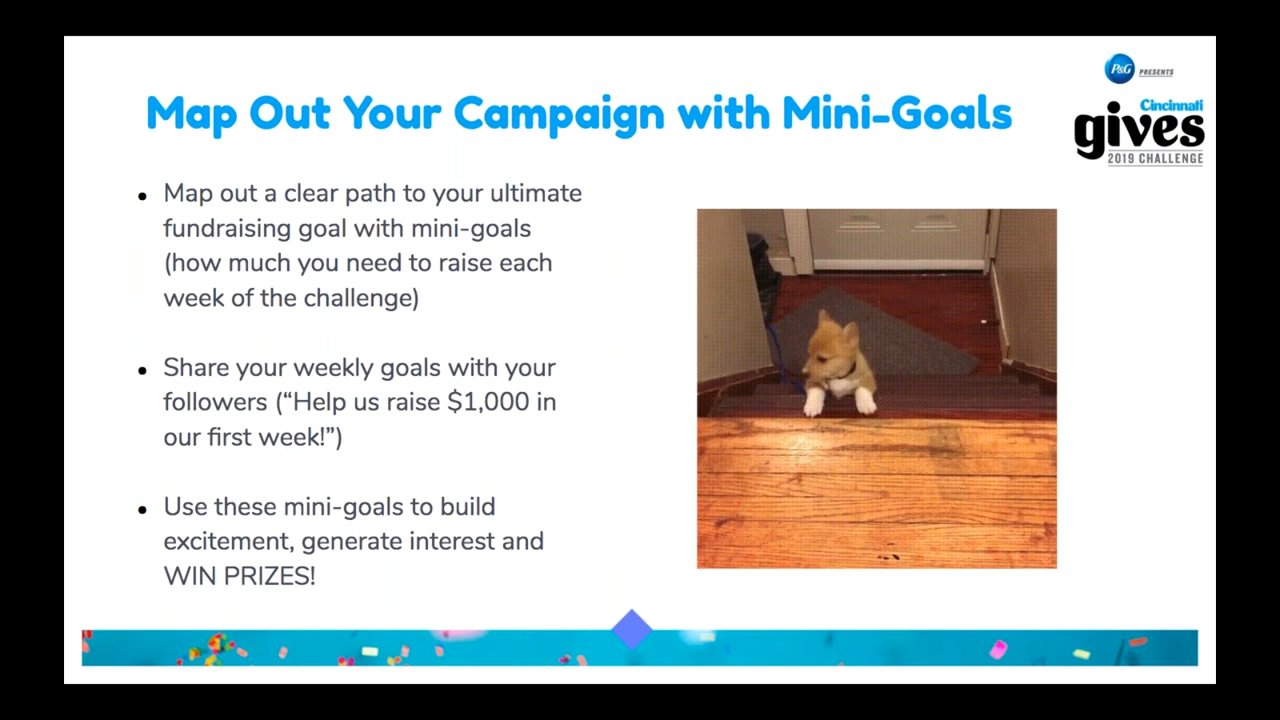 P&G PRESENTS
Map Out Your Campaign with Mini-Goals
Cincinnati
gives
2019 CHALLENGE
• Map out a clear path to your ultimate
fundraising goal with mini-goals
(how much you need to raise each
week of the challenge)
• Share your weekly goals with your
followers (“Help us raise $1,000 in
our first week!”)
• Use these mini-goals to build
excitement, generate interest and
WIN PRIZES!